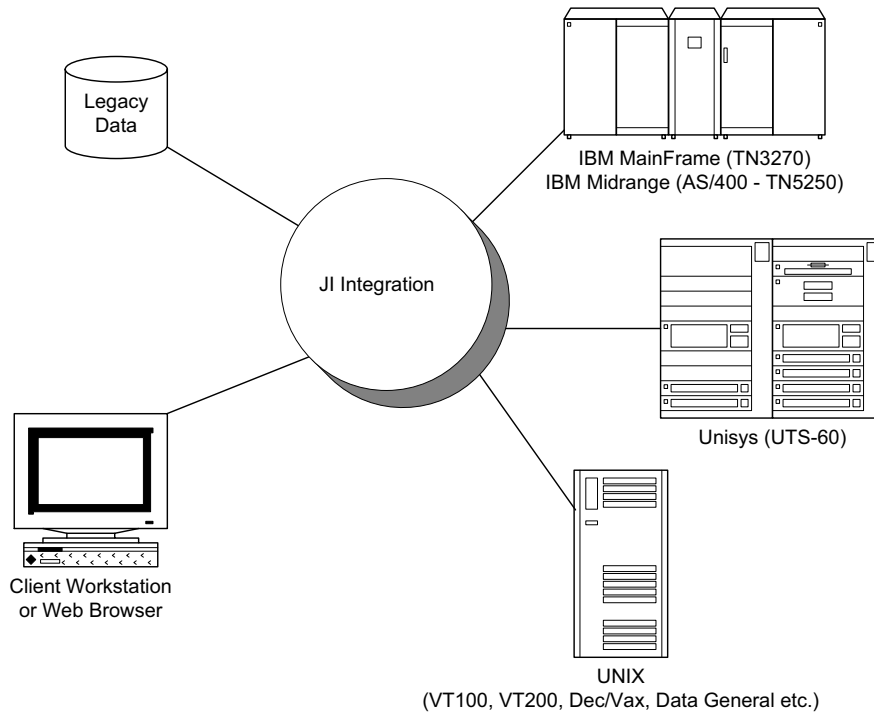 Legacy
Data
IBM MainFrame (TN3270)
IBM Midrange (AS/400 - TN5250)
JI Integration
Unisys (UTS-60)
Client Workstation
or Web Browser
UNIX
(VT100, VT200, Dec/Vax, Data General etc.)